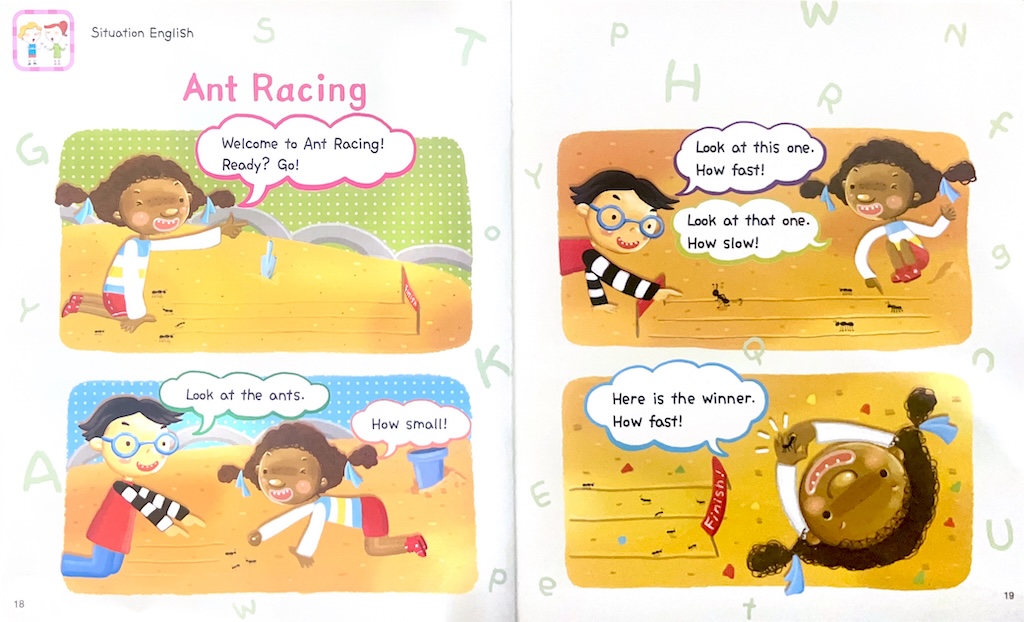 Situation English
Ant Racing
Welcome to Ant Racing!
Ready? Go!
Look at the ants.
How small!
18
Look at this one.
How fast!
Look at that one.
How slow!
Here is the winner.
How fast!
Finish!
19
S
T
G
Y
K
A
w
P
W
N
H
R
f
Y
o
g
Q
n
E
U
P
e
t